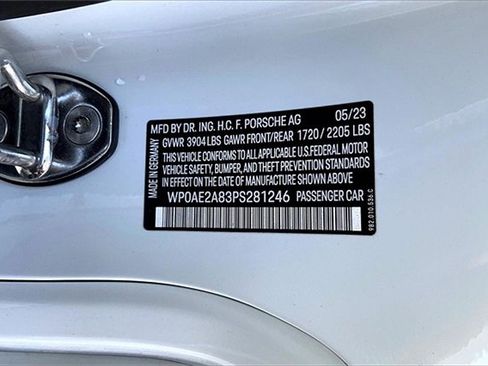 MFD BY DR. ING. H.C. F. PORSCHE AG 05/23
GVWR 3904 LBS GAWR FRONT/REAR 1720/ 2205 LBS
THIS VEHICLE CONFORMS TO ALL APPLICABLE U.S.FEDERAL MOTOR
VEHICLE SAFETY, BUMPER, AND THEFT PREVENTION STANDARDS
IN EFFECT ON THE DATE OF MANUFACTURE SHOWN ABOVE.
WP0AE2A83PS281246 PASSENGER CAR
MADE IN GERMANY
982.010.536.C